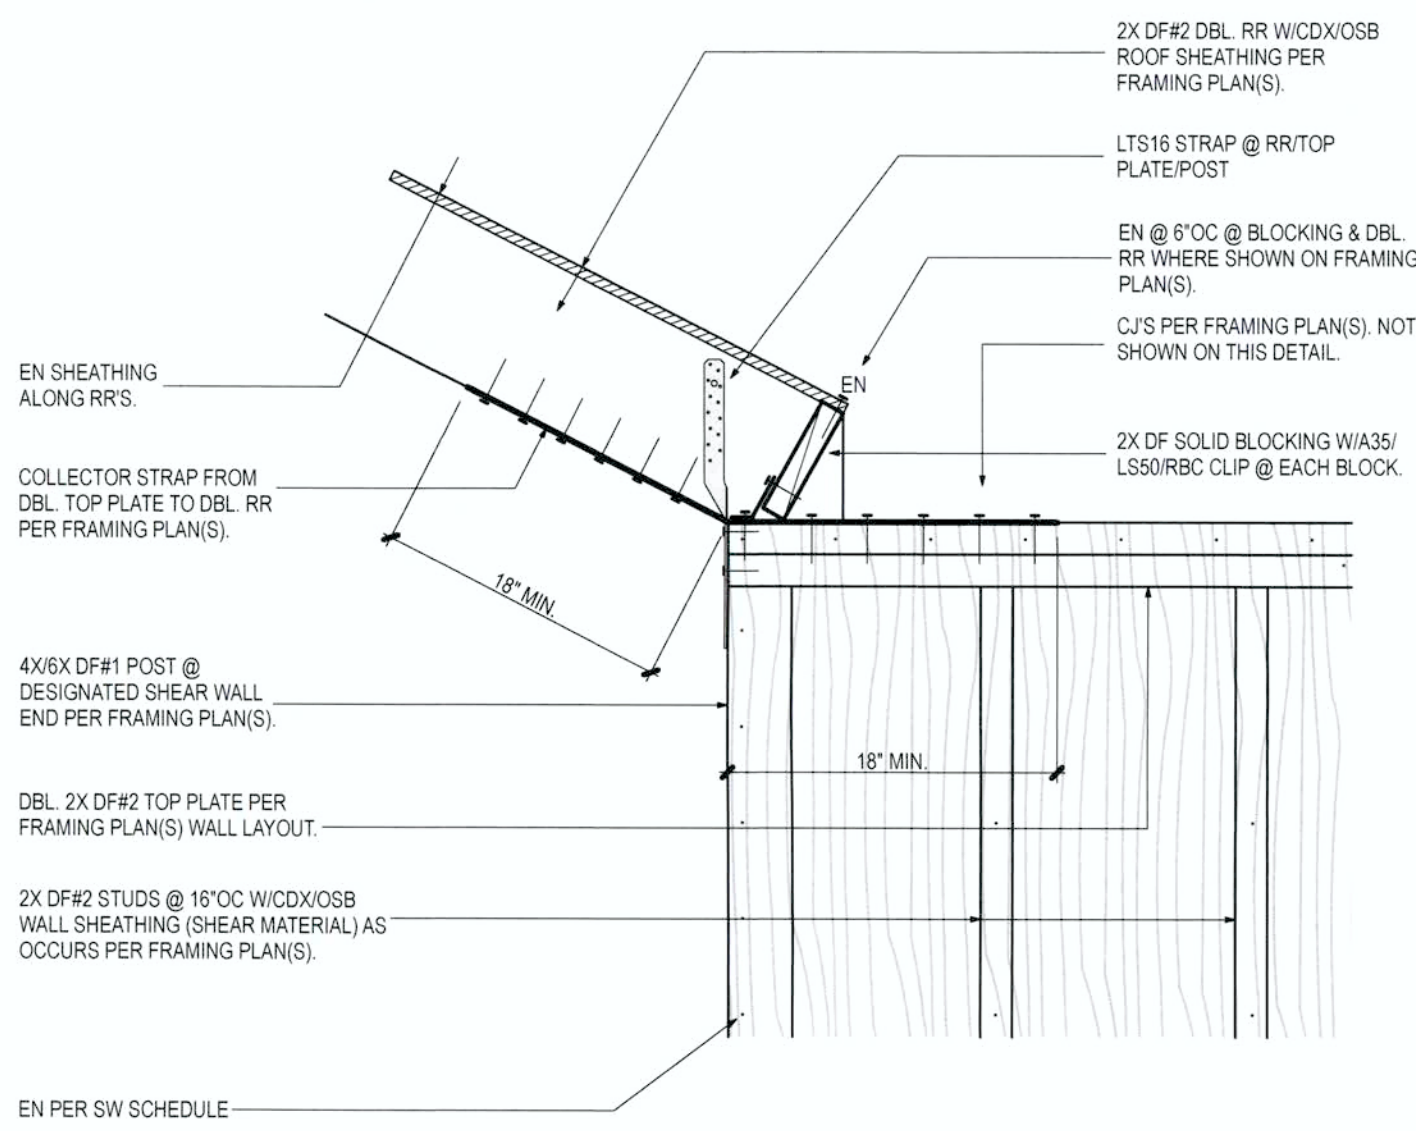 2X DF#2 DBL. RR W/CDX/OSB
ROOF SHEATHING PER
FRAMING PLAN(S).
LTS16 STRAP @ RR/TOP
PLATE/POST
EN @ 6"OC @ BLOCKING & DBL.
RR WHERE SHOWN ON FRAMING
PLAN(S).
CJ'S PER FRAMING PLAN(S). NOT
SHOWN ON THIS DETAIL.
EN
2X DF SOLID BLOCKING W/A35/
LS50/RBC CLIP @ EACH BLOCK.
EN SHEATHING
ALONG RR'S.
COLLECTOR STRAP FROM
DBL. TOP PLATE TO DBL. RR
PER FRAMING PLAN(S).
18" MIN.
4X/6X DF#1 POST @
DESIGNATED SHEAR WALL
END PER FRAMING PLAN(S).
18" MIN.
DBL. 2X DF#2 TOP PLATE PER
FRAMING PLAN(S) WALL LAYOUT.
2X DF#2 STUDS @ 16"OC W/CDX/OSB
WALL SHEATHING (SHEAR MATERIAL) AS
OCCURS PER FRAMING PLAN(S).
EN PER SW SCHEDULE